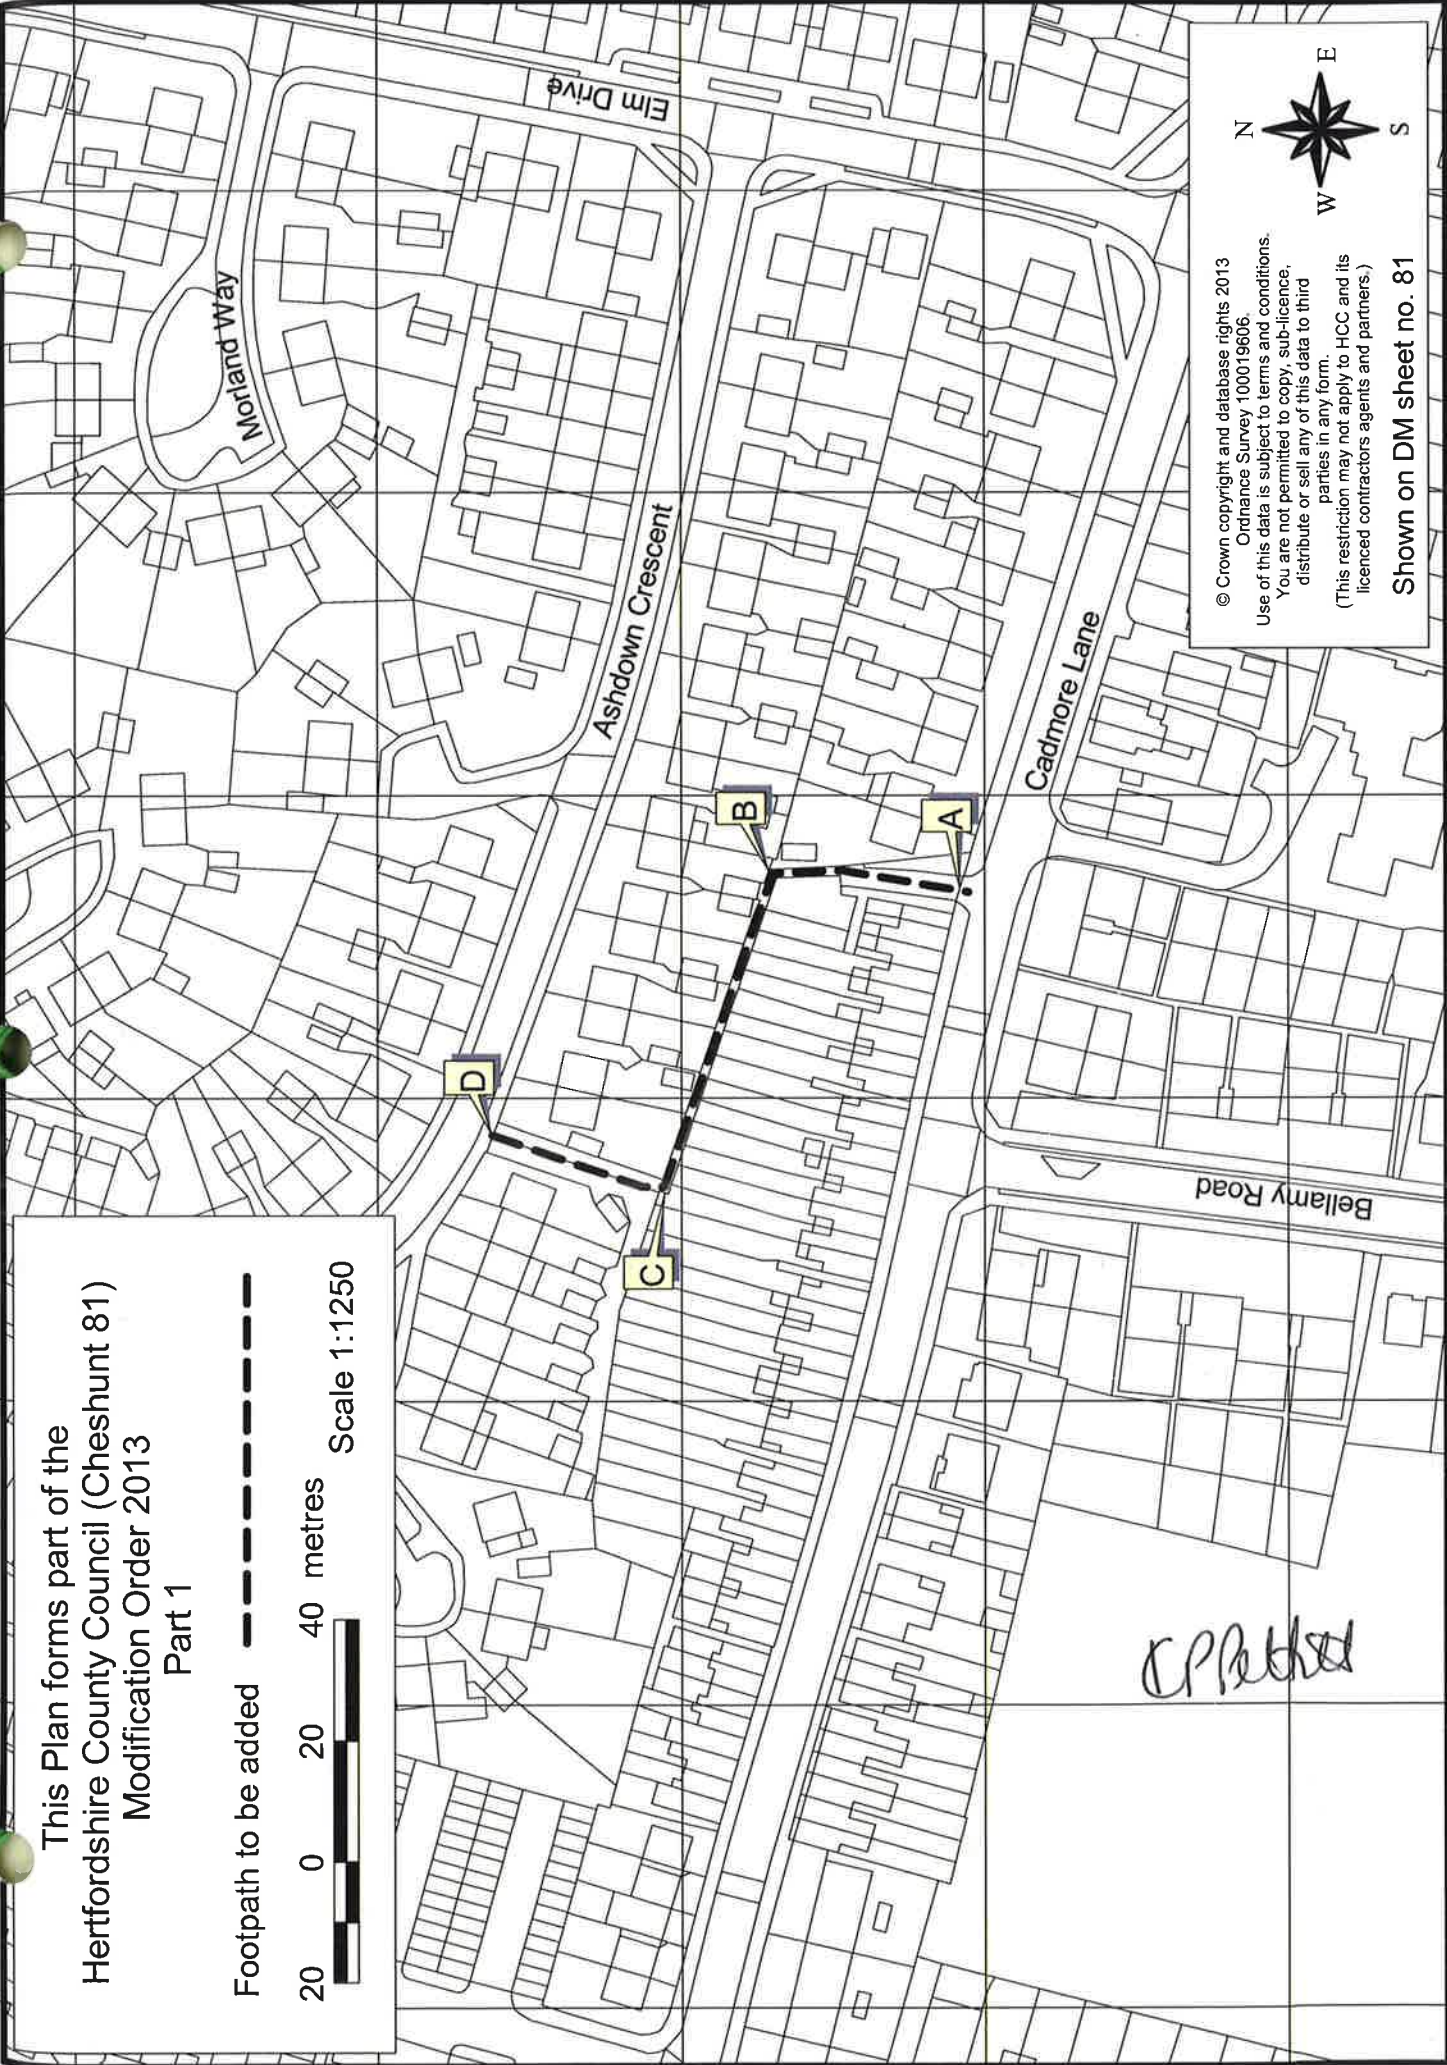 This Plan forms part of the
Hertfordshire County Council (Cheshunt 81)
Modification Order 2013
Part 1
Footpath to be added
20 0 20 40 metres
Scale 1:1250
Morland Way
Elm Drive
Ashdown Crescent
Cadmore Lane
Bellamy Road
D
C
B
A
N
W E
S
© Crown copyright and database rights 2013
Ordnance Survey 100019606.
Use of this data is subject to terms and conditions.
You are not permitted to copy, sub-licence,
distribute or sell any of this data to third
parties in any form.
(This restriction may not apply to HCC and its
licenced contractors agents and partners.)
Shown on DM sheet no. 81